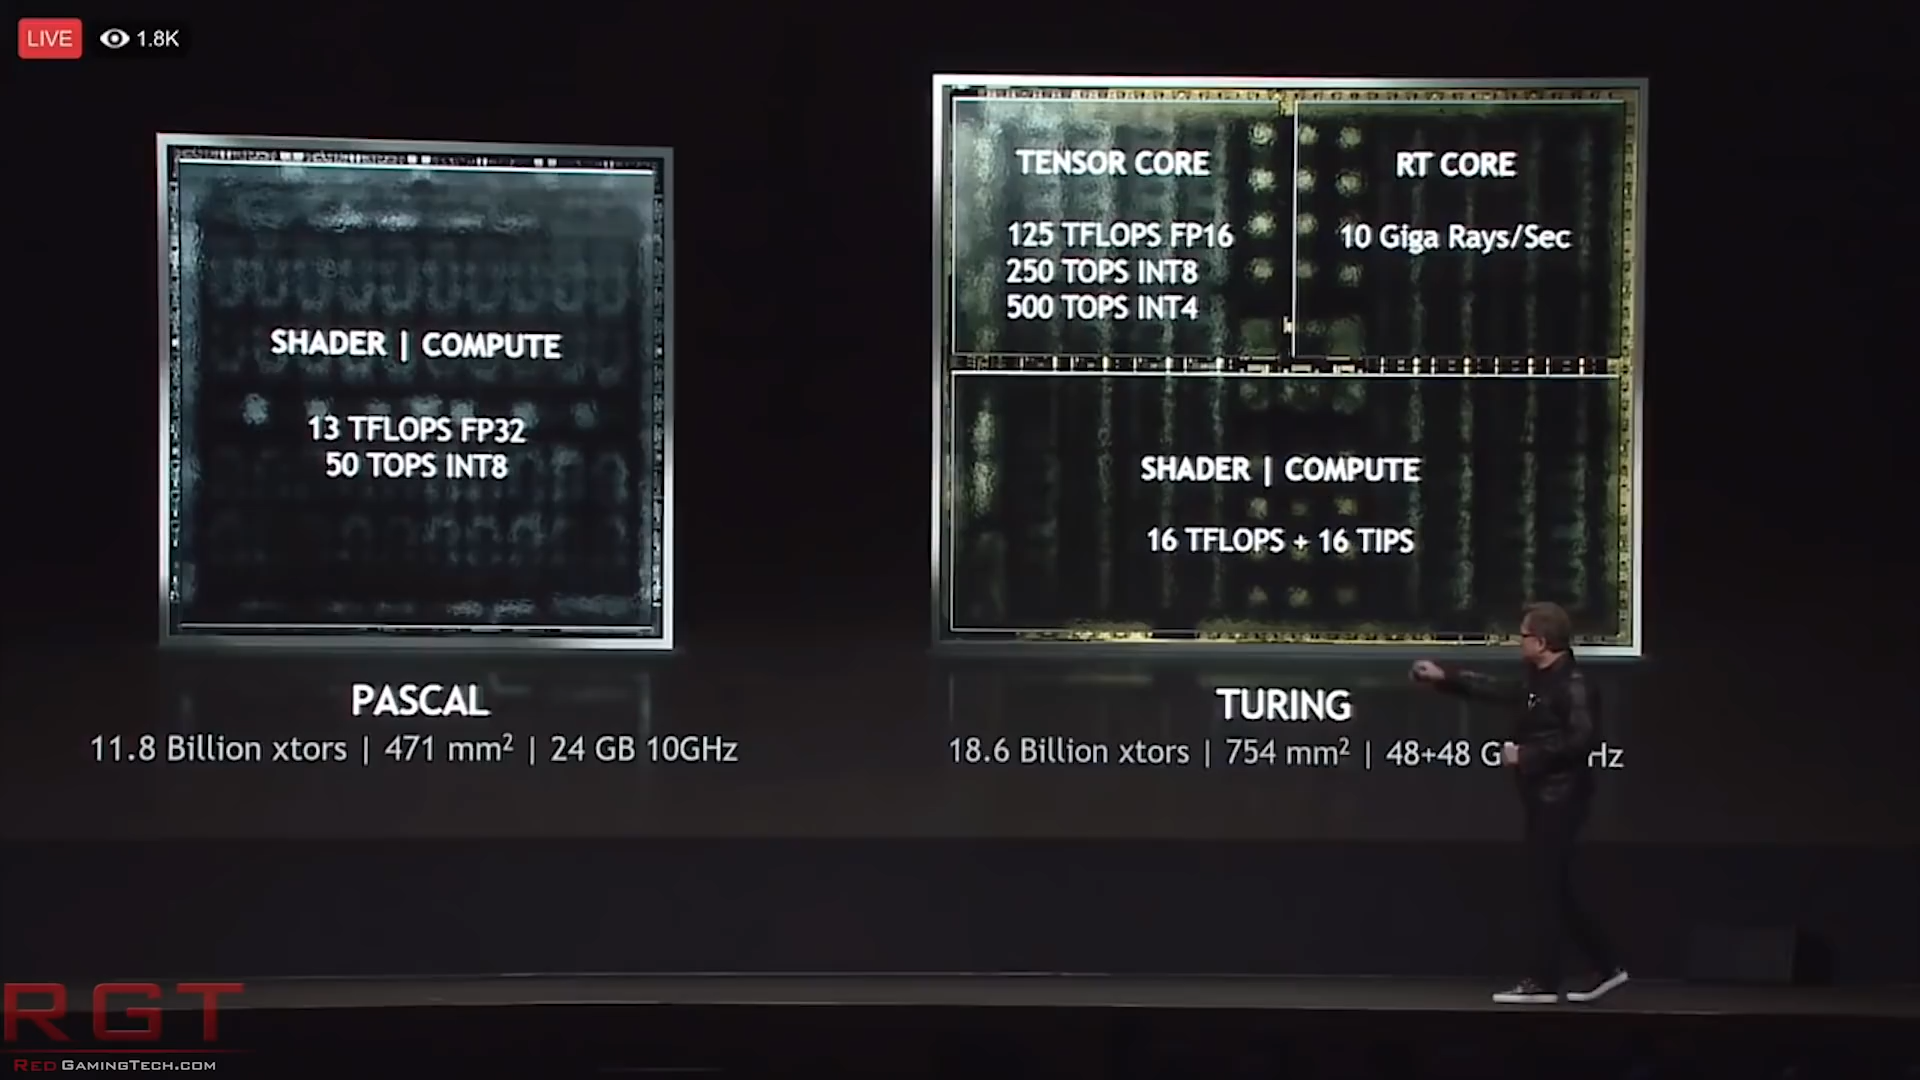 LIVE 1.8K
SHADER | COMPUTE
13 TFLOPS FP32
50 TOPS INT8
PASCAL
11.8 Billion xtors | 471 mm² | 24 GB 10GHz
TENSOR CORE
125 TFLOPS FP16
250 TOPS INT8
500 TOPS INT4
RT CORE
10 Giga Rays/Sec
SHADER | COMPUTE
16 TFLOPS + 16 TIPS
TURING
18.6 Billion xtors | 754 mm² | 48+48
RGT
REDGAMINGTECH.COM